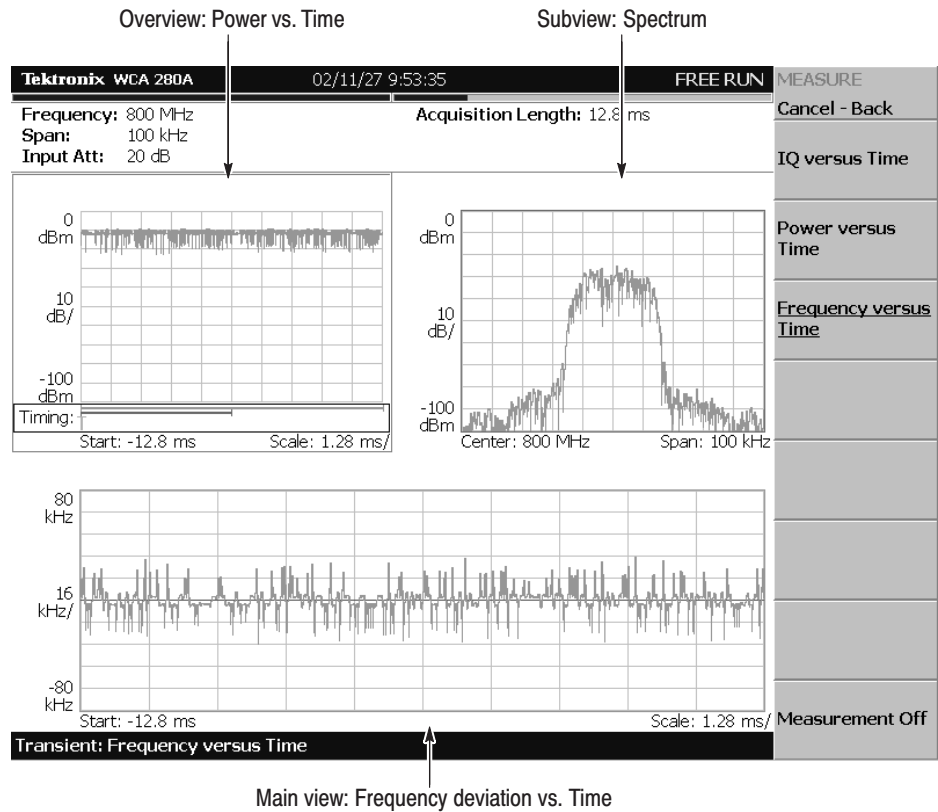 Overview: Power vs. Time
Subview: Spectrum
Tektronix WCA 280A 02/11/27 9:53:35 FREE RUN
MEASURE
Cancel - Back
Frequency: 800 MHz
Acquisition Length: 12.8 ms
Span: 100 kHz
Input Att: 20 dB
IQ versus Time
Power versus
Time
Frequency versus
Time
0
dBm
10
dB/
-100
dBm
Timing:
Start: -12.8 ms
Scale: 1.28 ms/
0
dBm
10
dB/
-100
dBm
Center: 800 MHz
Span: 100 kHz
80
kHz
16
kHz/
-80
kHz
Start: -12.8 ms
Scale: 1.28 ms/
Measurement Off
Transient: Frequency versus Time
Main view: Frequency deviation vs. Time